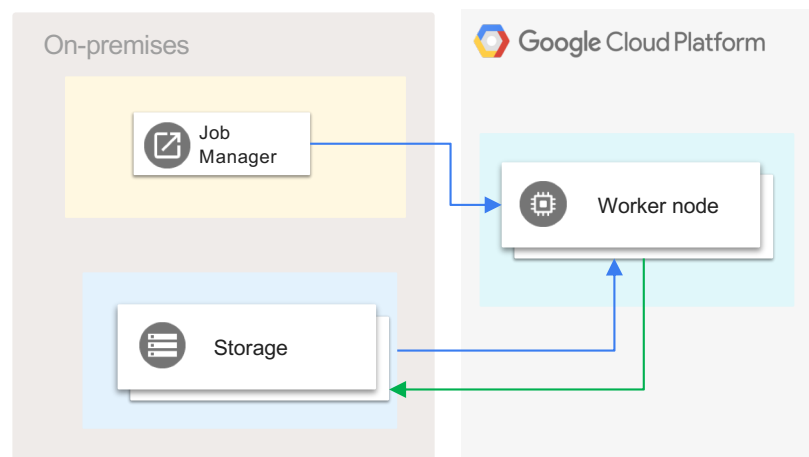 On-premises
Google Cloud Platform
Job
Manager
Worker node
Storage